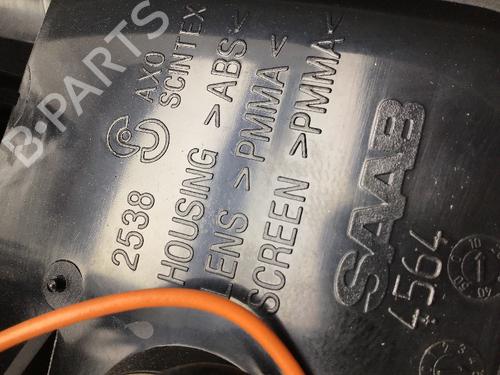 B-PARTS
2538 AXO
SCINTEX
HOUSING >ABS<
LENS >PMMA<
SCREEN >PMMA<
SAAB
4564